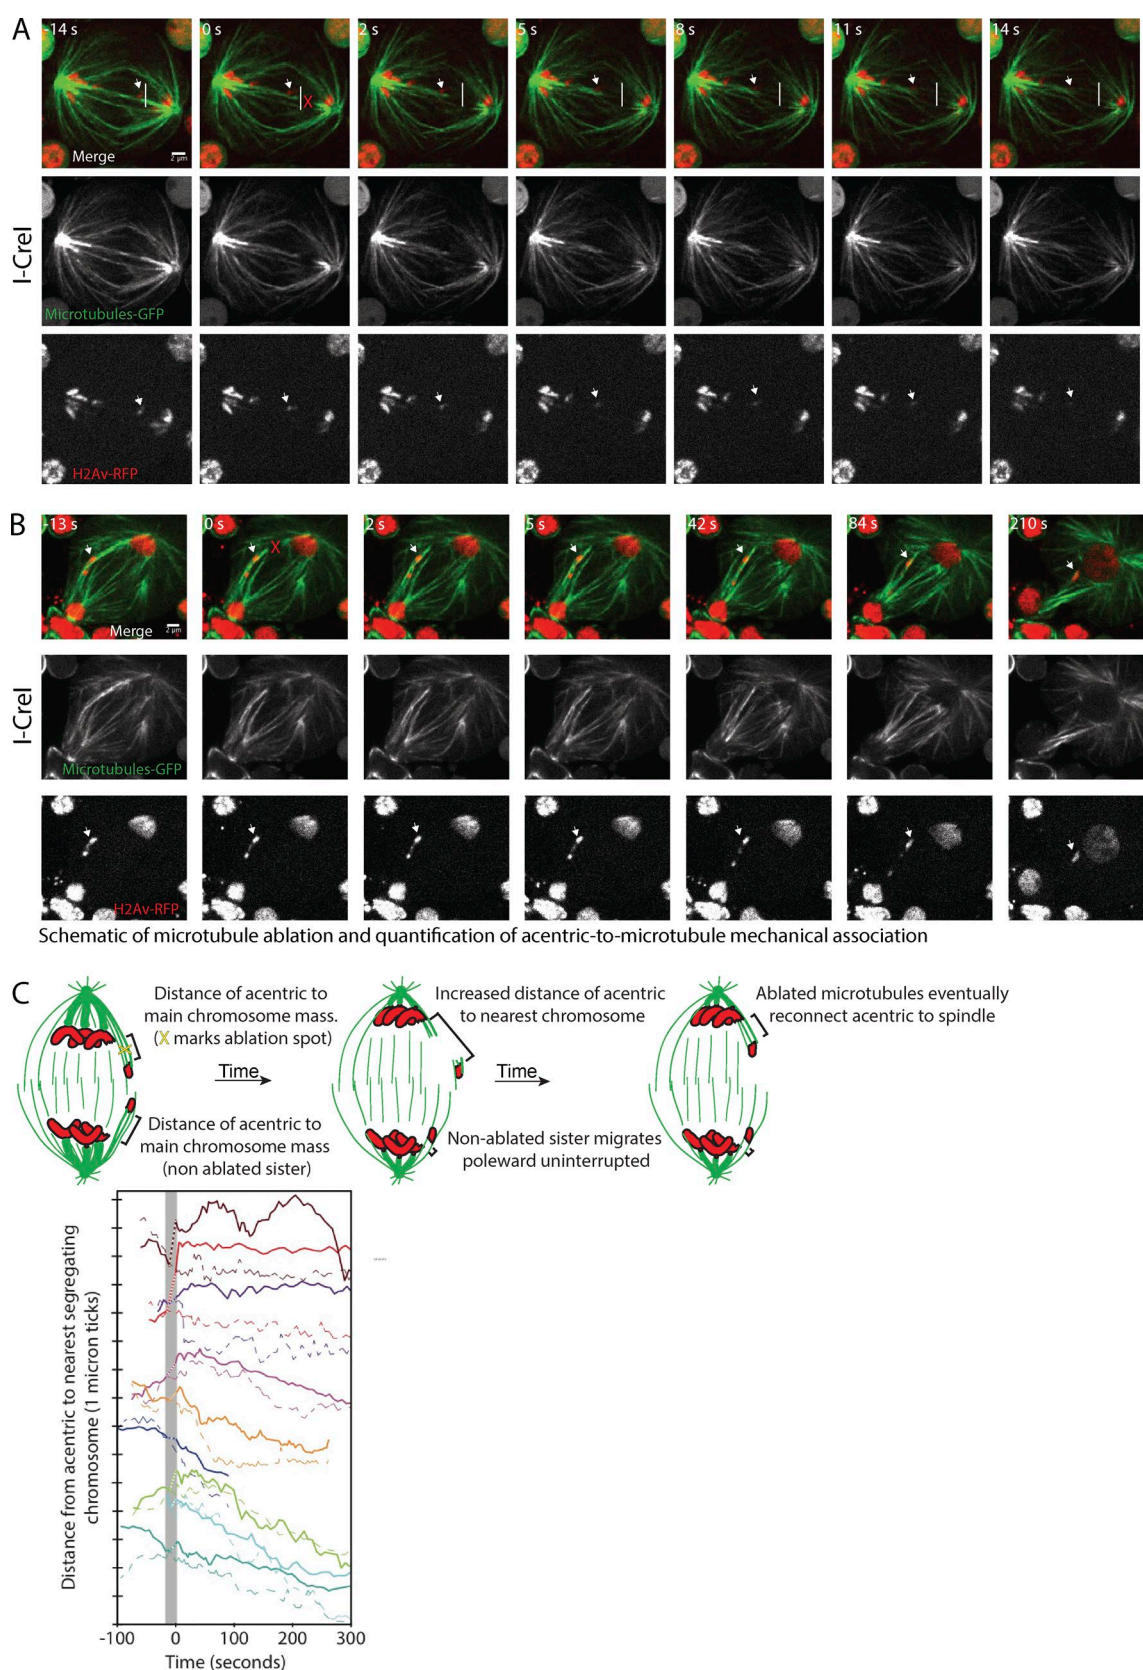 A
-14 s
0 s
2 s
5 s
8 s
11 s
14 s
X
Merge
2 µm
I-CreI
Microtubules-GFP
H2Av-RFP
B
-13 s
0 s
2 s
5 s
42 s
84 s
210 s
X
Merge
2 µm
I-CreI
Microtubules-GFP
H2Av-RFP
Schematic of microtubule ablation and quantification of acentric-to-microtubule mechanical association
C
Distance of acentric to
main chromosome mass.
(X marks ablation spot)
Time
Distance of acentric to
main chromosome mass
(non ablated sister)
Increased distance of acentric
to nearest chromosome
Time
Non-ablated sister migrates
poleward uninterrupted
Ablated microtubules eventually
reconnect acentric to spindle
X
Distance from acentric to nearest segregating
chromosome (1 micron ticks)
-100
0
100
200
300
Time (seconds)